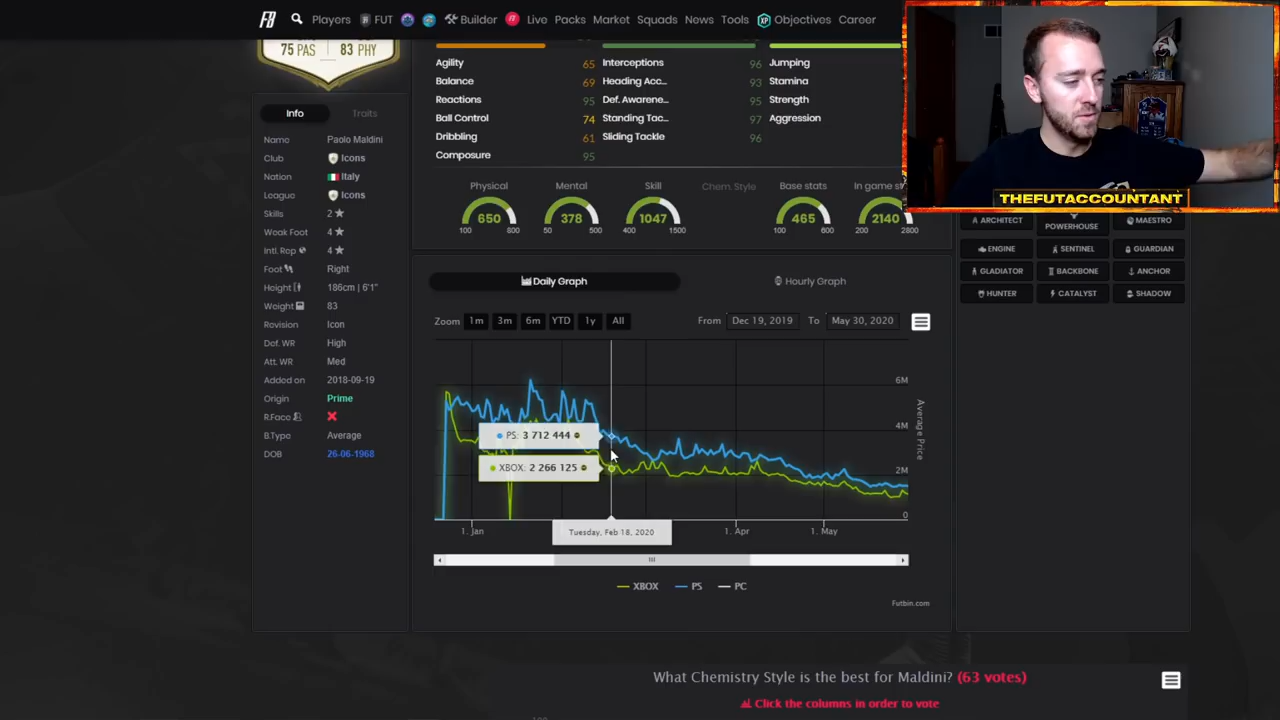 F8 Players FUT Builder Live Packs Market Squads News Tools XP Objectives Career
75 PAS 83 PHY
Agility 65
Balance 69
Reactions 95
Ball Control 74
Dribbling 61
Composure 95
Interceptions 96
Heading Acc... 93
Def. Awarene... 95
Standing Tac... 97
Sliding Tackle 96
Jumping
Stamina
Strength
Aggression
THEFUTACCOUNTANT
Info Traits
Name Paolo Maldini
Club Icons
Nation Italy
League Icons
Skills 2
Weak Foot 4
Intl. Rep 4
Foot Right
Height 186cm | 6'1"
Weight 83
Revision Icon
Def. WR High
Att. WR Med
Added on 2018-09-19
Origin Prime
R.Face
B.Type Average
DOB 26-06-1968
Physical Mental Skill Chem. Style Base stats In game s
650 378 1047 465 2140
100 800 50 500 400 1500 100 600 220 2800
ARCHITECT POWERHOUSE MAESTRO
ENGINE SENTINEL GUARDIAN
GLADIATOR BACKBONE ANCHOR
HUNTER CATALYST SHADOW
Daily Graph Hourly Graph
Zoom 1m 3m 6m YTD 1y All From Dec 19, 2019 To May 30, 2020
6M
4M
2M
0
Average Price
PS: 3 712 444
XBOX: 2 266 125
1. Jan 1. Apr 1. May
Tuesday, Feb 18, 2020
XBOX PS PC
Futbin.com
What Chemistry Style is the best for Maldini? (63 votes)
Click the columns in order to vote